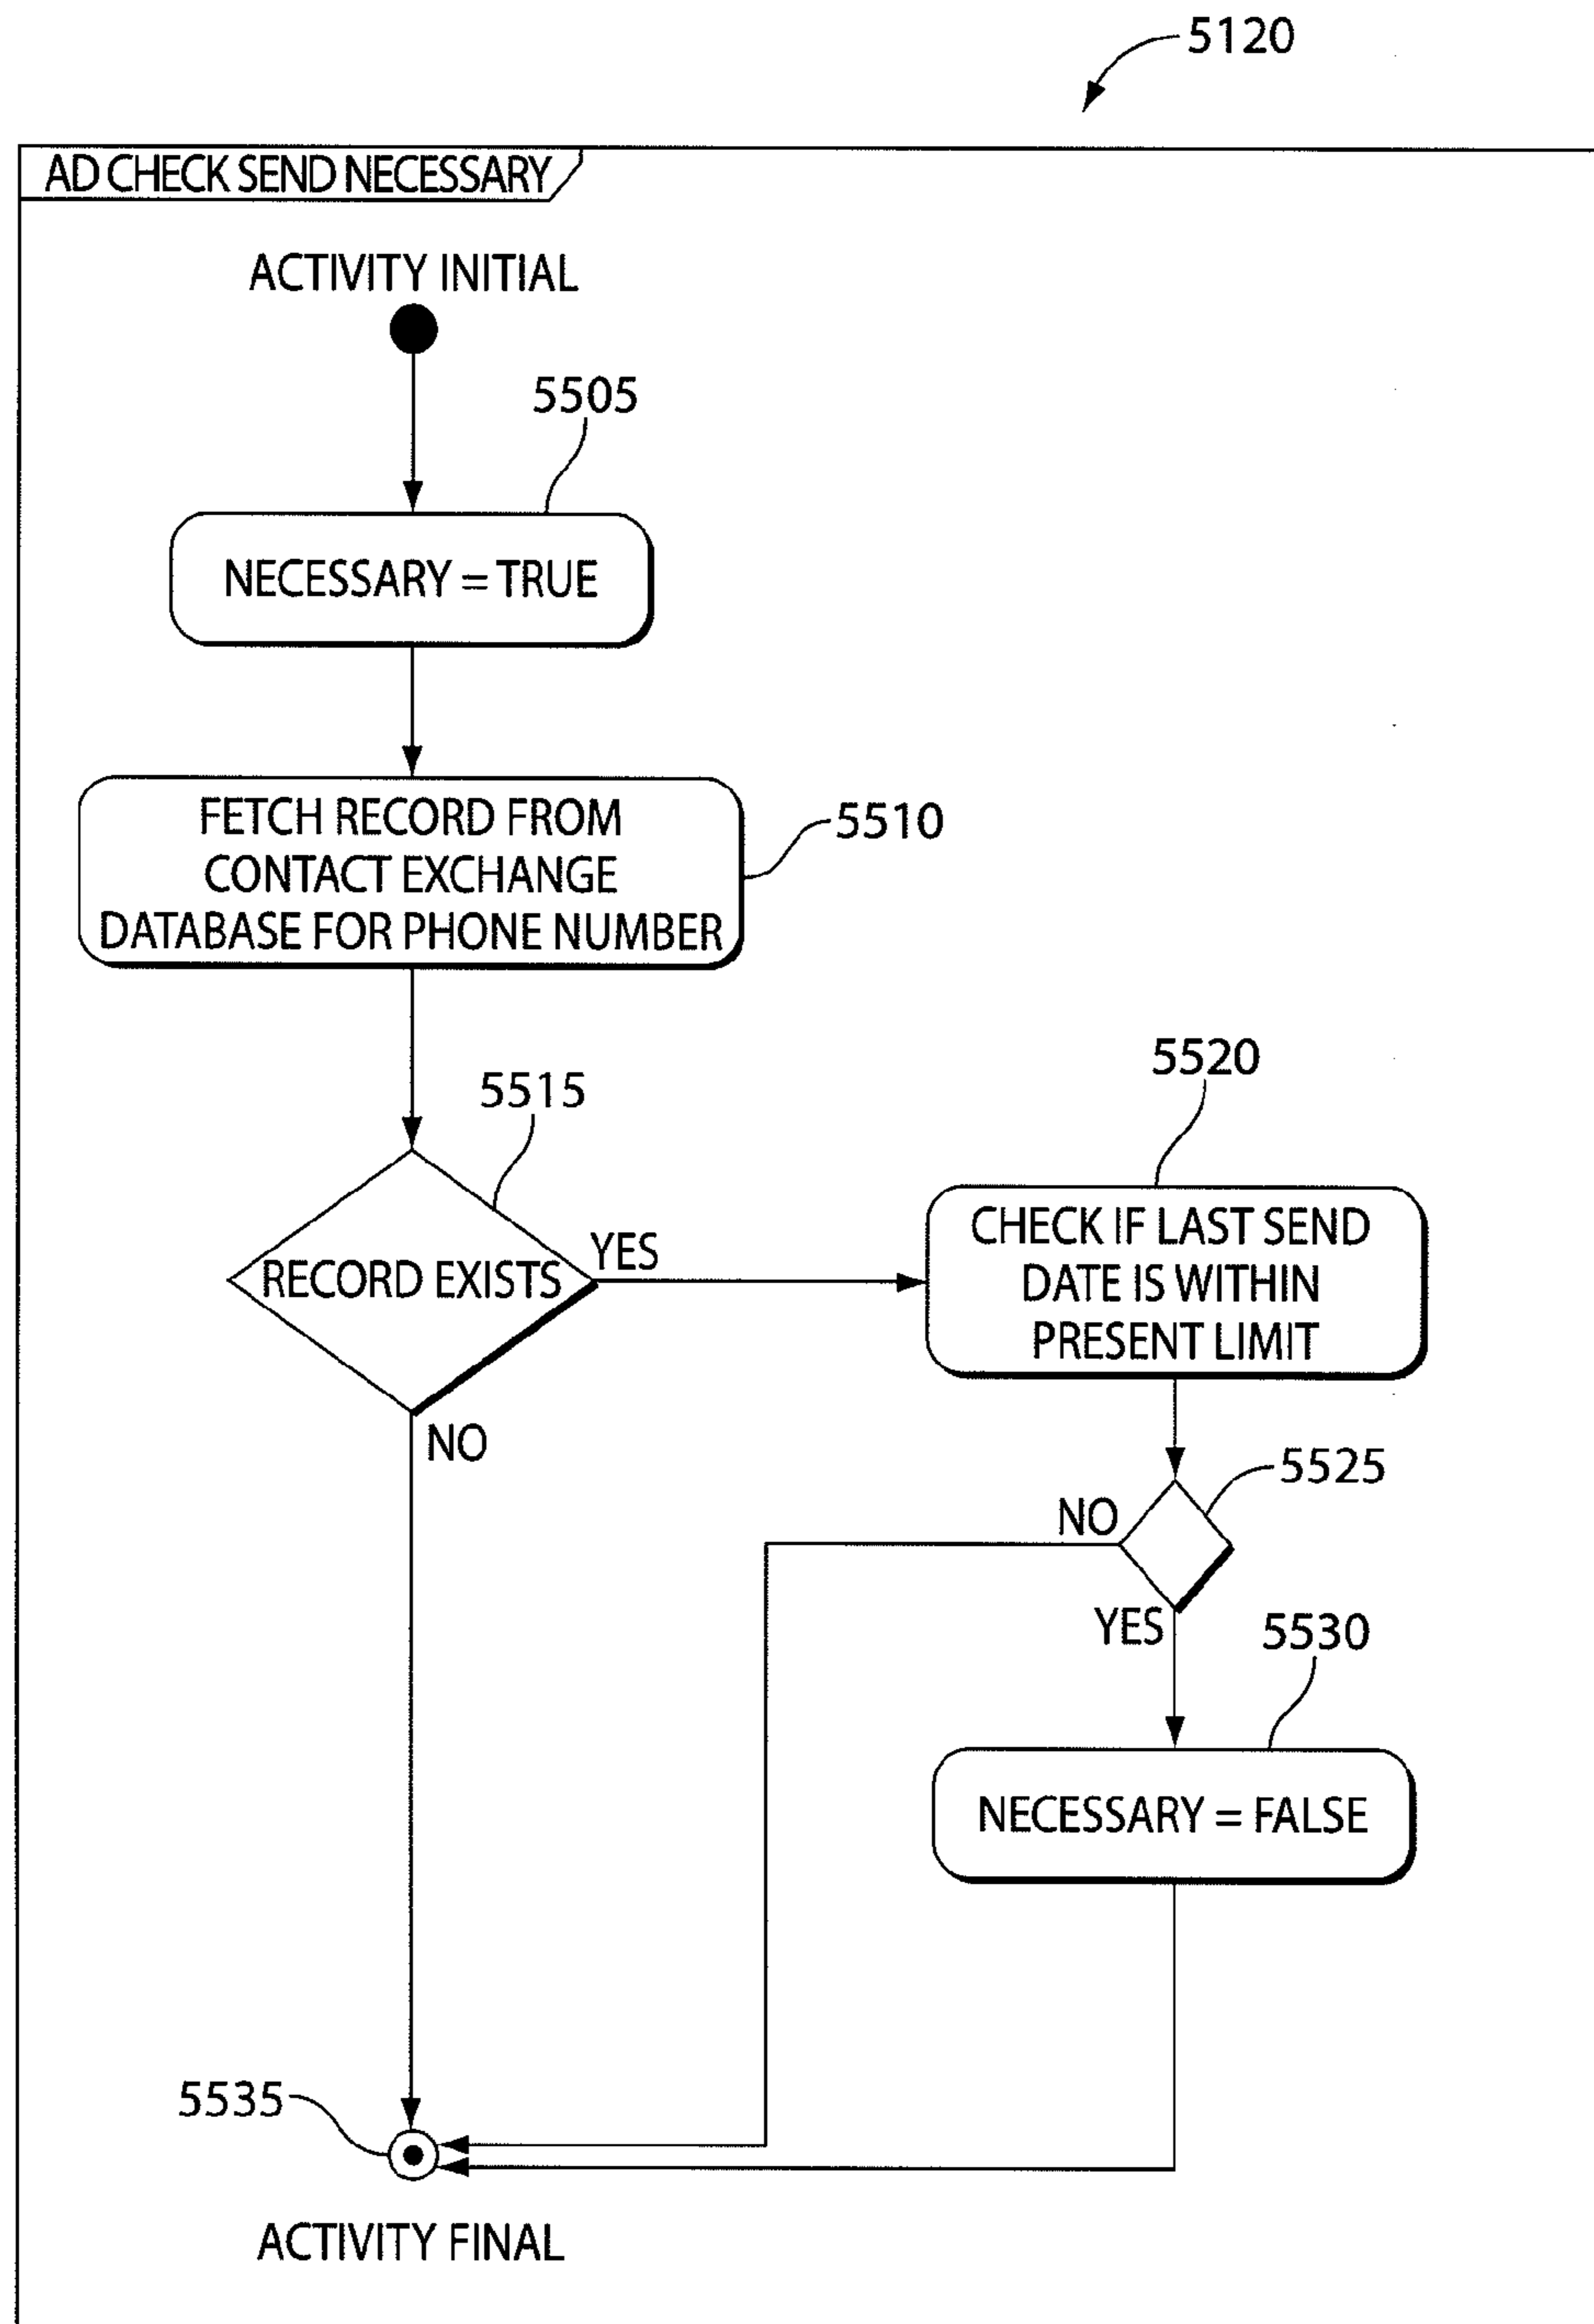 5120
AD CHECK SEND NECESSARY
ACTIVITY INITIAL
5505
NECESSARY = TRUE
FETCH RECORD FROM
CONTACT EXCHANGE
DATABASE FOR PHONE NUMBER
5510
5515
RECORD EXISTS
YES
NO
5520
CHECK IF LAST SEND
DATE IS WITHIN
PRESENT LIMIT
5525
NO
YES
5530
NECESSARY = FALSE
5535
ACTIVITY FINAL